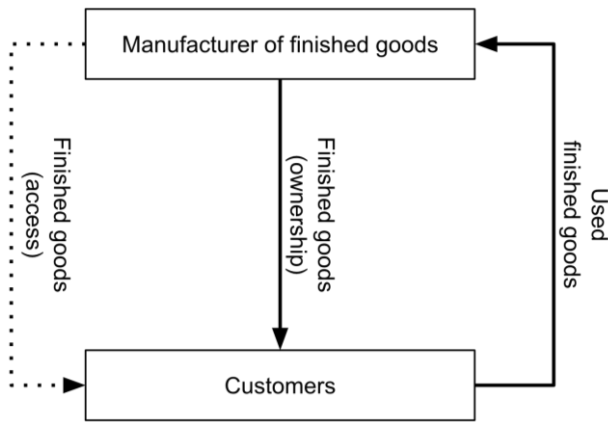 Manufacturer of finished goods
Finished goods
(access)
Finished goods
(ownership)
Used
finished goods
Customers